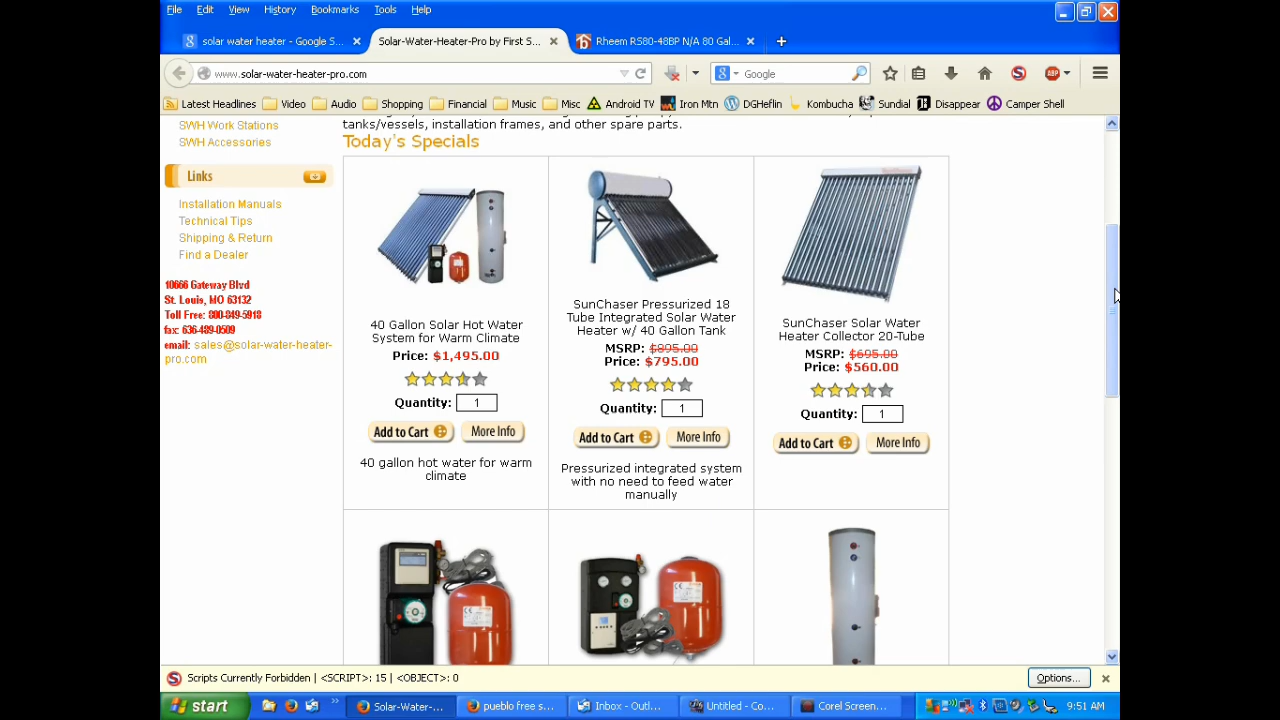 File Edit View History Bookmarks Tools Help
solar water heater - Google S... Solar-Water-Heater-Pro by First S... Rheem RS80-48BP N/A 80 Gal...
www.solar-water-heater-pro.com Google ABP
Latest Headlines Video Audio Shopping Financial Music Misc Android TV Iron Mtn DGHeflin Kombucha Sundial Disappear Camper Shell
SWH Work Stations
SWH Accessories
Links
Installation Manuals
Technical Tips
Shipping & Return
Find a Dealer
10666 Gateway Blvd
St. Louis, MO 63132
Toll Free: 800-849-5918
fax: 636-489-0509
email: sales@solar-water-heater-
pro.com
tanks/vessels, installation frames, and other spare parts.
Today's Specials
40 Gallon Solar Hot Water
System for Warm Climate
Price: $1,495.00
Quantity: 1
Add to Cart More Info
40 gallon hot water for warm
climate
SunChaser Pressurized 18
Tube Integrated Solar Water
Heater w/ 40 Gallon Tank
MSRP: $895.00
Price: $795.00
Quantity: 1
Add to Cart More Info
Pressurized integrated system
with no need to feed water
manually
SunChaser Solar Water
Heater Collector 20-Tube
MSRP: $695.00
Price: $560.00
Quantity: 1
Add to Cart More Info
Scripts Currently Forbidden | <SCRIPT>: 15 | <OBJECT>: 0 Options...
start Solar-Water-... pueblo free s... Inbox - Outl... Untitled - Co... Corel Screen... 9:51 AM